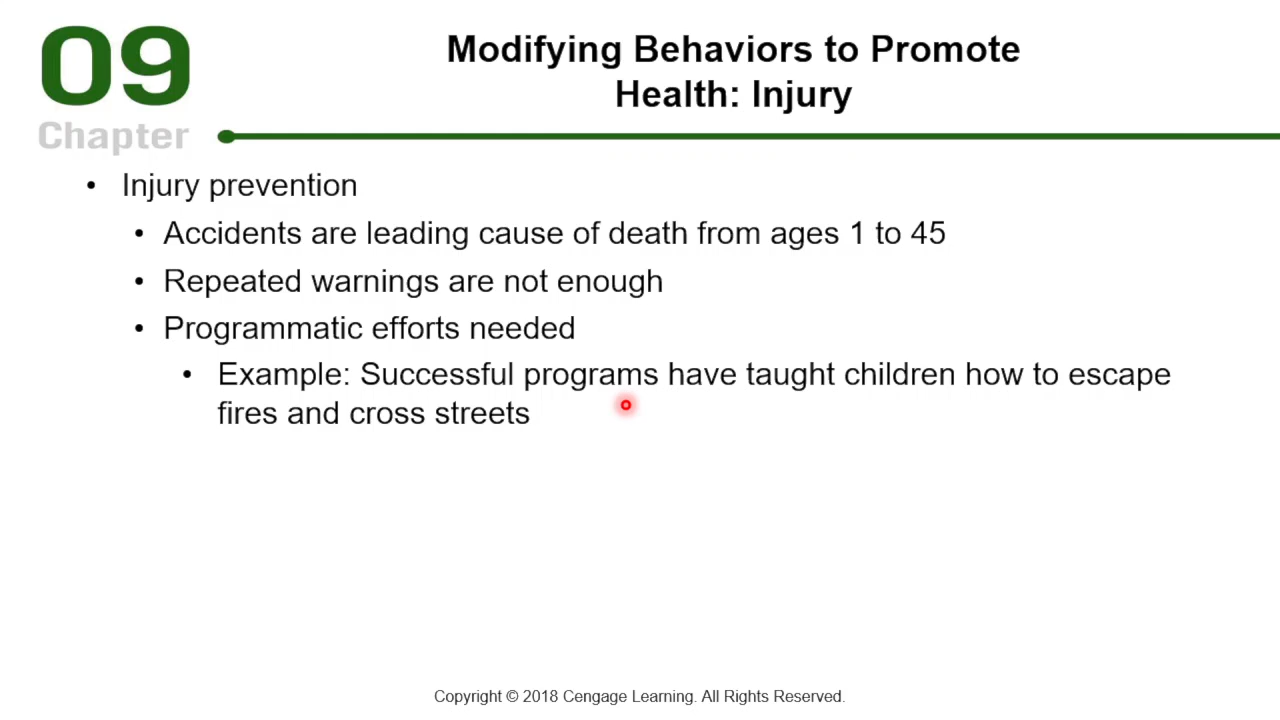 09
Chapter
Modifying Behaviors to Promote
Health: Injury
• Injury prevention
• Accidents are leading cause of death from ages 1 to 45
• Repeated warnings are not enough
• Programmatic efforts needed
• Example: Successful programs have taught children how to escape
fires and cross streets
Copyright © 2018 Cengage Learning. All Rights Reserved.